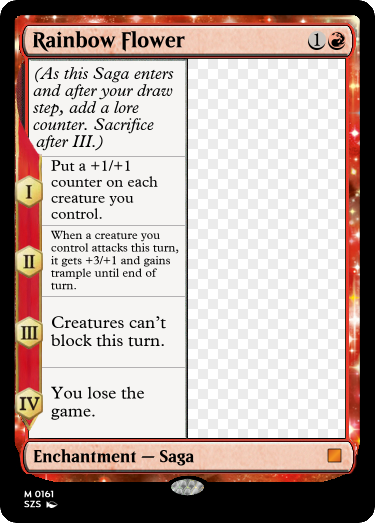 Rainbow Flower 1
(As this Saga enters
and after your draw
step, add a lore
counter. Sacrifice
after III.)
I
Put a +1/+1
counter on each
creature you
control.
II
When a creature you
control attacks this turn,
it gets +3/+1 and gains
trample until end of
turn.
III
Creatures can't
block this turn.
IV
You lose the
game.
Enchantment — Saga
M 0161
SZS